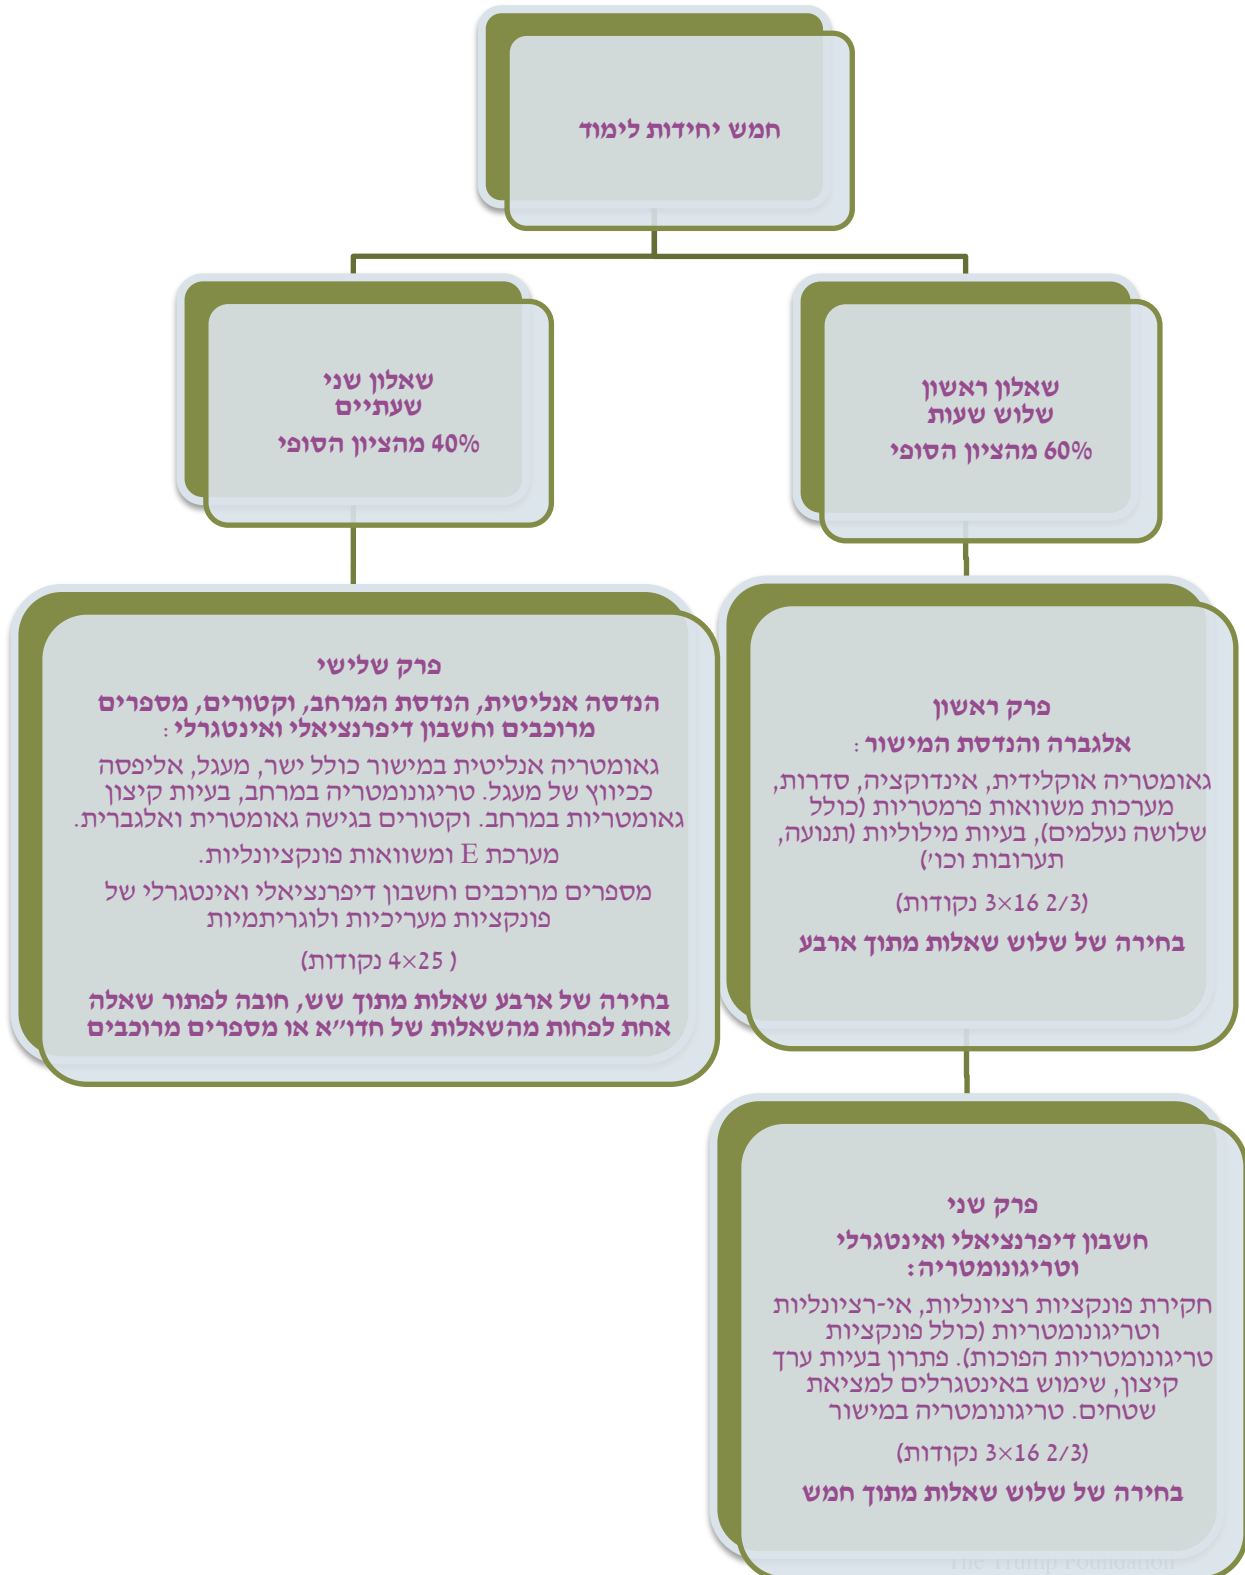 חמש יחידות לימוד
שאלון ראשון
שלוש שעות
60% מהציון הסופי
פרק ראשון
אלגברה והנדסת המישור:
גאומטריה אוקלידית, אינדוקציה, סדרות,
מערכות משוואות פרמטריות (כולל
שלושה נעלמים), בעיות מילוליות (תנועה,
תערובות וכו')
(3×16 2/3 נקודות)
בחירה של שלוש שאלות מתוך ארבע
פרק שני
חשבון דיפרנציאלי ואינטגרלי
וטריגונומטריה:
חקירת פונקציות רציונליות, אי-רציונליות
וטריגונומטריות (כולל פונקציות
טריגונומטריות הפוכות). פתרון בעיות ערך
קיצון, שימוש באינטגרלים למציאת
שטחים. טריגונומטריה במישור
(3×16 2/3 נקודות)
בחירה של שלוש שאלות מתוך חמש
שאלון שני
שעתיים
40% מהציון הסופי
פרק שלישי
הנדסה אנליטית, הנדסת המרחב, וקטורים, מספרים
מרוכבים וחשבון דיפרנציאלי ואינטגרלי:
גאומטריה אנליטית במישור כולל ישר, מעגל, אליפסה
ככיווץ של מעגל. טריגונומטריה במרחב, בעיות קיצון
גאומטריות במרחב. וקטורים בגישה גאומטרית ואלגברית.
מערכת E ומשוואות פונקציונליות.
מספרים מרוכבים וחשבון דיפרנציאלי ואינטגרלי של
פונקציות מעריכיות ולוגריתמיות
( 4×25 נקודות)
בחירה של ארבע שאלות מתוך שש, חובה לפתור שאלה
אחת לפחות מהשאלות של חדו״א או מספרים מרוכבים
The Trump Foundation